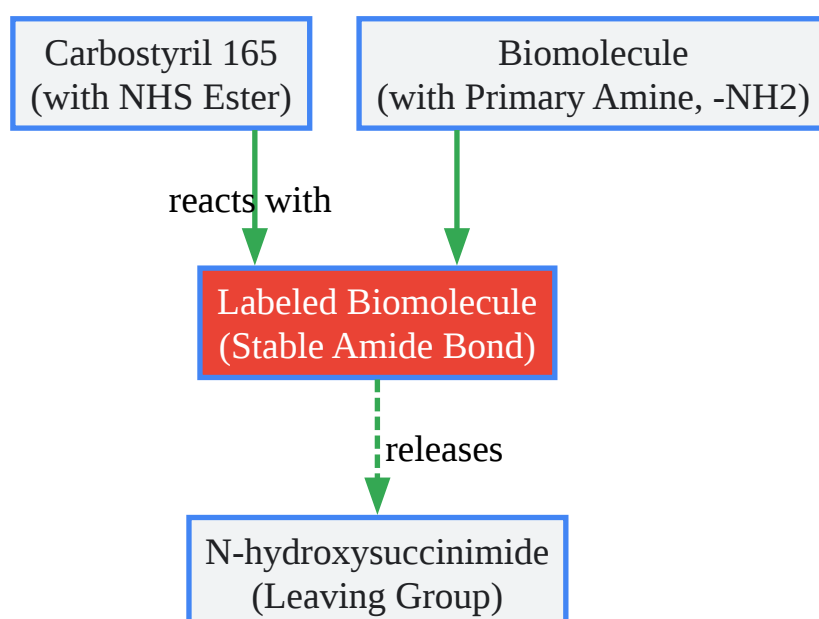 Carbostyril 165
(with NHS Ester)
Biomolecule
(with Primary Amine, -NH2)
reacts with
Labeled Biomolecule
(Stable Amide Bond)
releases
N-hydroxysuccinimide
(Leaving Group)